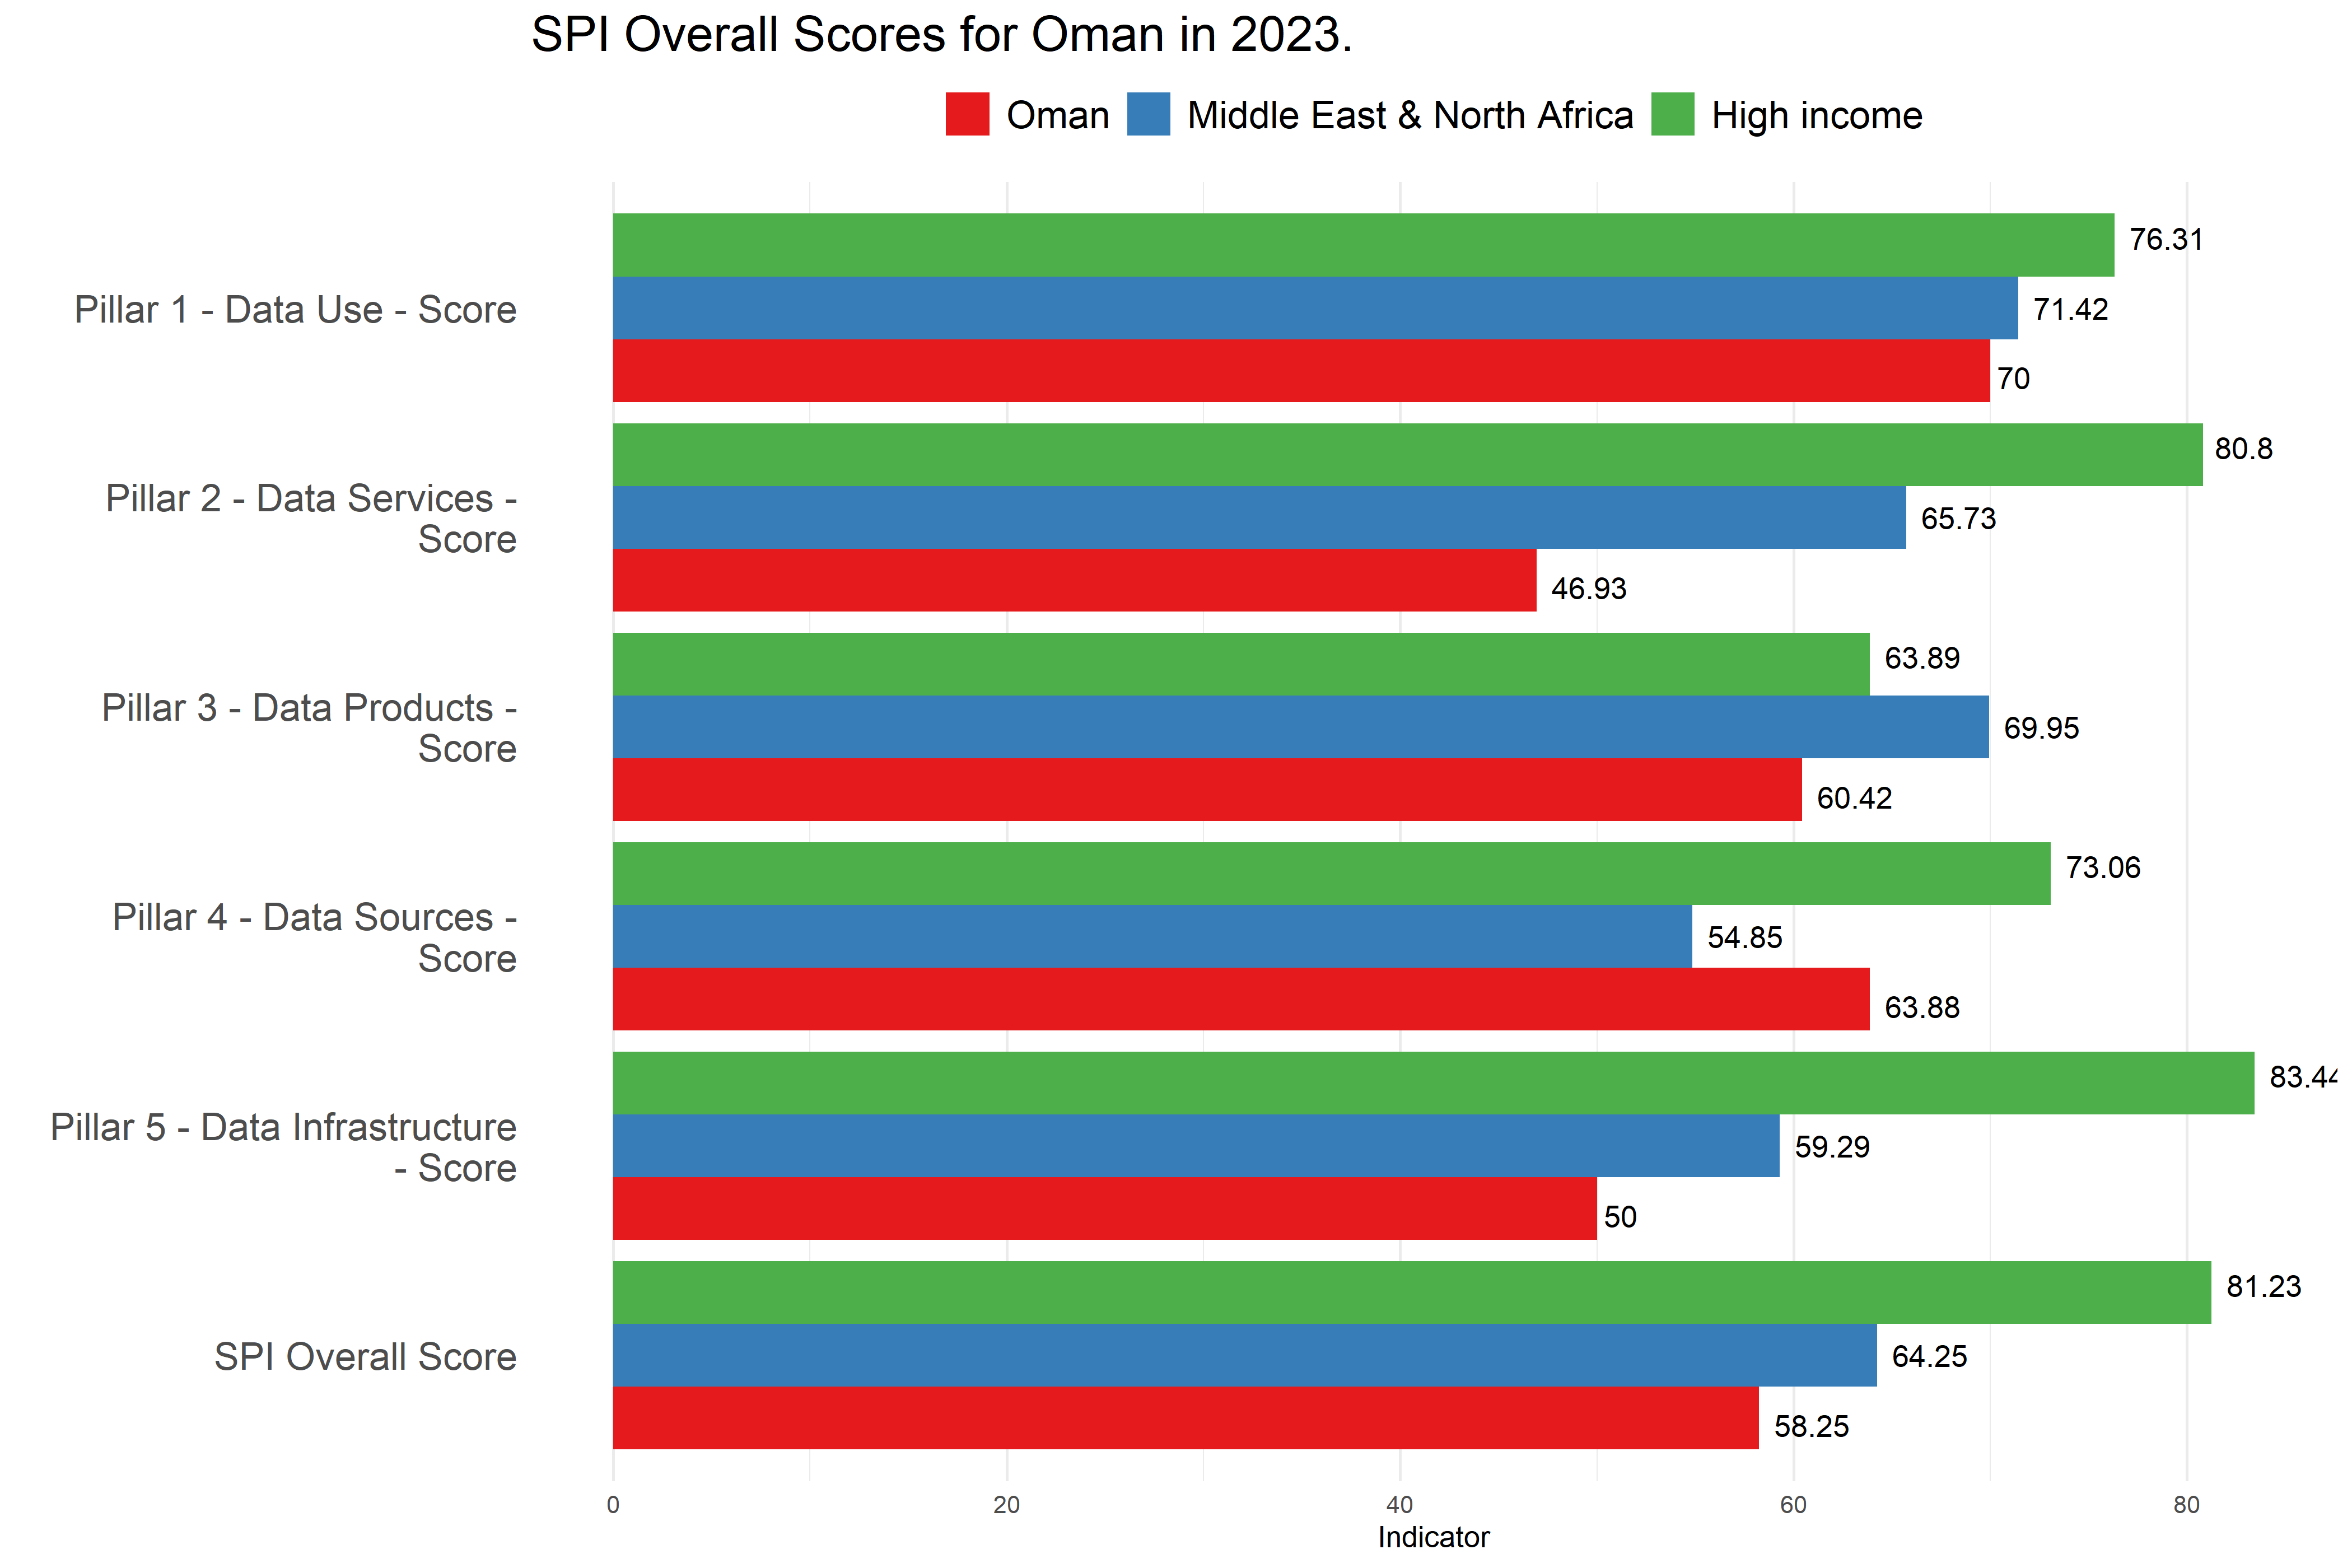 SPI Overall Scores for Oman in 2023.
Oman Middle East & North Africa High income
Pillar 1 - Data Use - Score
76.31
71.42
70
Pillar 2 - Data Services -
Score
80.8
65.73
46.93
Pillar 3 - Data Products -
Score
63.89
69.95
60.42
Pillar 4 - Data Sources -
Score
73.06
54.85
63.88
Pillar 5 - Data Infrastructure
- Score
83.44
59.29
50
SPI Overall Score
81.23
64.25
58.25
0 20 40 60 80
Indicator